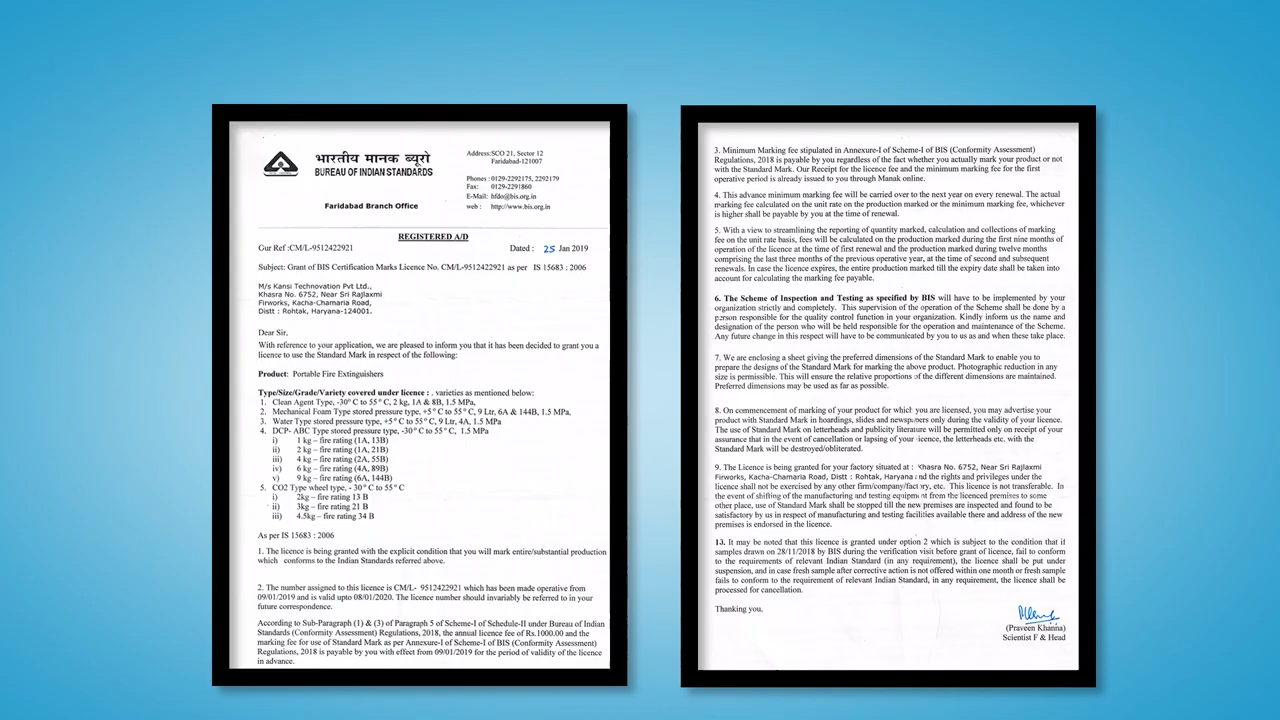 भारतीय मानक ब्यूरो
BUREAU OF INDIAN STANDARDS
Faridabad Branch Office
Address:SCO 21, Sector 12
Faridabad-121007
Phones :0129-2292175, 2292179
Fax: 0129-2291860
E-Mail: hfdo@bis.org.in
web : http://www.bis.org.in
REGISTERED A/D
Gur Ref :CM/L-9512422921 Dated : 25 Jan 2019
Subject: Grant of BIS Certification Marks Licence No. CM/L-9512422921 as per IS 15683 : 2006
M/s Kansi Technovation Pvt Ltd.,
Khasra No. 6752, Near Sri Rajlaxmi
Firworks, Kacha-Chamaria Road,
Distt : Rohtak, Haryana-124001.
Dear Sir,
With reference to your application, we are pleased to inform you that it has been decided to grant you a
licence to use the Standard Mark in respect of the following:
Product: Portable Fire Extinguishers
Type/Size/Grade/Variety covered under licence : . varieties as mentioned below:
1. Clean Agent Type, -30° C to 55° C, 2 kg, 1A & 8B, 1.5 MPa,
2. Mechanical Foam Type stored pressure type, +5° C to 55° C, 9 Ltr, 6A & 144B, 1.5 MPa,
3. Water Type stored pressure type, +5° C to 55° C, 9 Ltr, 4A, 1.5 MPa
4. DCP- ABC Type stored pressure type, -30° C to 55° C, 1.5 MPa
i) 1 kg – fire rating (1A, 13B)
ii) 2 kg – fire rating (1A, 21B)
iii) 4 kg – fire rating (2A, 55B)
iv) 6 kg – fire rating (4A, 89B)
v) 9 kg – fire rating (6A, 144B)
5. CO2 Type wheel type, - 30° C to 55° C
i) 2kg – fire rating 13 B
ii) 3kg – fire rating 21 B
iii) 4.5kg – fire rating 34 B
As per IS 15683 : 2006
1. The licence is being granted with the explicit condition that you will mark entire/substantial production
which conforms to the Indian Standards referred above.
2. The number assigned to this licence is CM/L- 9512422921 which has been made operative from
09/01/2019 and is valid upto 08/01/2020. The licence number should invariably be referred to in your
future correspondence.
According to Sub-Paragraph (1) & (3) of Paragraph 5 of Scheme-I of Schedule-II under Bureau of Indian
Standards (Conformity Assessment) Regulations, 2018, the annual licence fee of Rs.1000.00 and the
marking fee for use of Standard Mark as per Annexure-I of Scheme-I of BIS (Conformity Assessment)
Regulations, 2018 is payable by you with effect from 09/01/2019 for the period of validity of the licence
in advance.
3. Minimum Marking fee stipulated in Annexure-I of Scheme-I of BIS (Conformity Assessment)
Regulations, 2018 is payable by you regardless of the fact whether you actually mark your product or not
with the Standard Mark. Our Receipt for the licence fee and the minimum marking fee for the first
operative period is already issued to you through Manak online.
4. This advance minimum marking fee will be carried over to the next year on every renewal. The actual
marking fee calculated on the unit rate on the production marked or the minimum marking fee, whichever
is higher shall be payable by you at the time of renewal.
5. With a view to streamlining the reporting of quantity marked, calculation and collections of marking
fee on the unit rate basis, fees will be calculated on the production marked during the first nine months of
operation of the licence at the time of first renewal and the production marked during twelve months
comprising the last three months of the previous operative year, at the time of second and subsequent
renewals. In case the licence expires, the entire production marked till the expiry date shall be taken into
account for calculating the marking fee payable.
6. The Scheme of Inspection and Testing as specified by BIS will have to be implemented by your
organization strictly and completely. This supervision of the operation of the Scheme shall be done by a
person responsible for the quality control function in your organization. Kindly inform us the name and
designation of the person who will be held responsible for the operation and maintenance of the Scheme.
Any future change in this respect will have to be communicated by you to us as and when these take place.
7. We are enclosing a sheet giving the preferred dimensions of the Standard Mark to enable you to
prepare the designs of the Standard Mark for marking the above product. Photographic reduction in any
size is permissible. This will ensure the relative proportions of the different dimensions are maintained.
Preferred dimensions may be used as far as possible.
8. On commencement of marking of your product for which you are licensed, you may advertise your
product with Standard Mark in hoardings, slides and newspapers only during the validity of your licence.
The use of Standard Mark on letterheads and publicity literature will be permitted only on receipt of your
assurance that in the event of cancellation or lapsing of your licence, the letterheads etc. with the
Standard Mark will be destroyed/obliterated.
9. The Licence is being granted for your factory situated at : Khasra No. 6752, Near Sri Rajlaxmi
Firworks, Kacha-Chamaria Road, Distt : Rohtak, Haryana and the rights and privileges under the
licence shall not be exercised by any other firm/company/factory, etc. This licence is not transferable. In
the event of shifting of the manufacturing and testing equipment from the licenced premises to some
other place, use of Standard Mark shall be stopped till the new premises are inspected and found to be
satisfactory by us in respect of manufacturing and testing facilities available there and address of the new
premises is endorsed in the licence.
13. It may be noted that this licence is granted under option 2 which is subject to the condition that if
samples drawn on 28/11/2018 by BIS during the verification visit before grant of licence, fail to conform
to the requirements of relevant Indian Standard (in any requirement), the licence shall be put under
suspension, and in case fresh sample after corrective action is not offered within one month or fresh sample
fails to conform to the requirement of relevant Indian Standard, in any requirement, the licence shall be
processed for cancellation.
Thanking you,
(Praveen Khanna)
Scientist F & Head